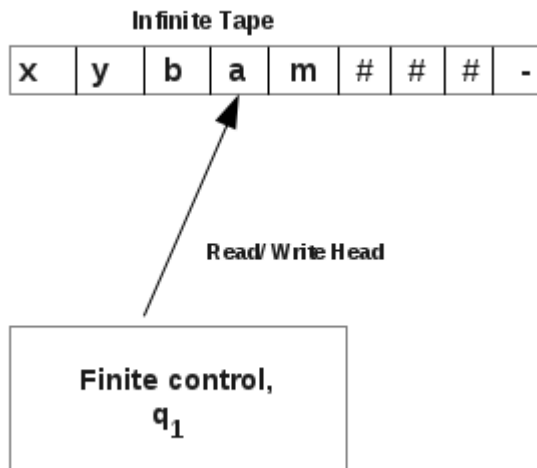 Infinite Tape
x y b a m # # # -
Read/ Write Head
Finite control,
q1